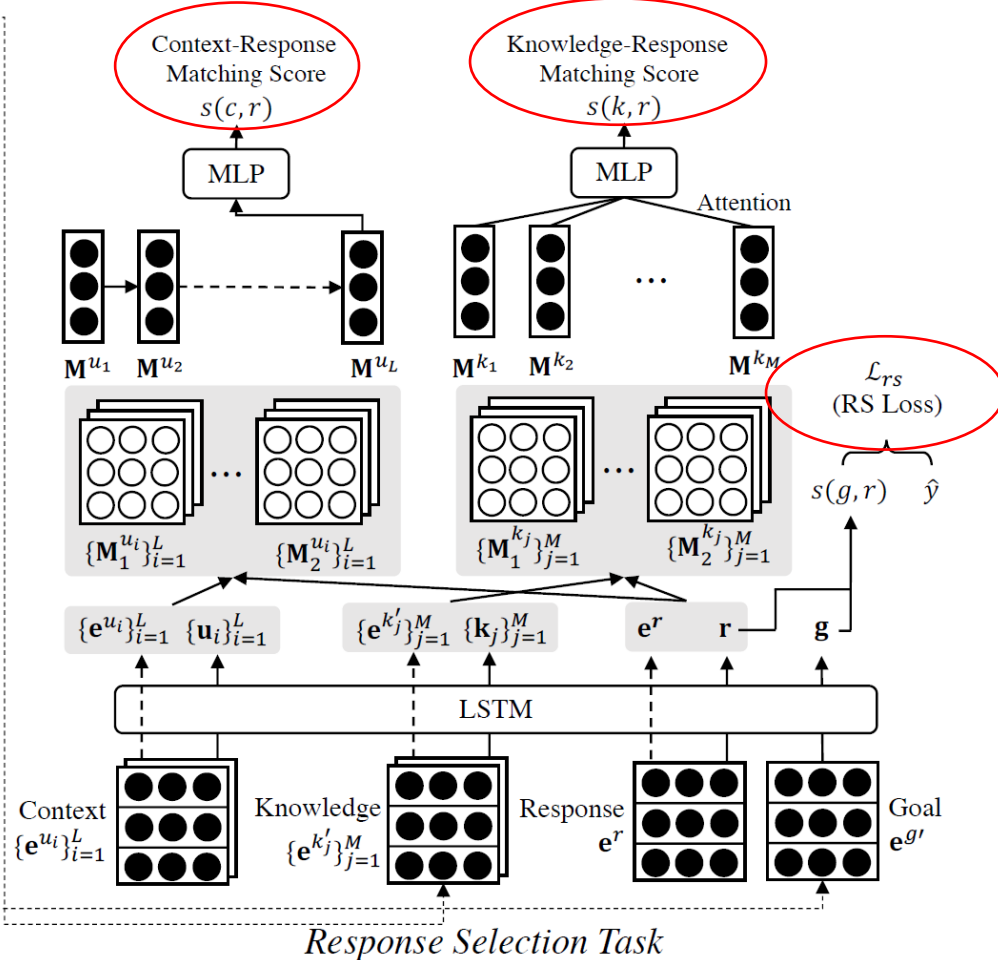 Context-Response
Matching Score
s(c, r)
Knowledge-Response
Matching Score
s(k, r)
MLP
MLP
Attention
...
M^{u_1} M^{u_2} M^{u_L}
M^{k_1} M^{k_2} M^{k_M}
ℒ_{rs}
(RS Loss)
... ...
s(g, r) ŷ
{M_1^{u_i}}_{i=1}^L {M_2^{u_i}}_{i=1}^L
{M_1^{k_j}}_{j=1}^M {M_2^{k_j}}_{j=1}^M
{e^{u_i}}_{i=1}^L {u_i}_{i=1}^L
{e^{k'_j}}_{j=1}^M {k_j}_{j=1}^M
e^r r g
LSTM
Context
{e^{u_i}}_{i=1}^L
Knowledge
{e^{k'_j}}_{j=1}^M
Response
e^r
Goal
e^{g'}
Response Selection Task